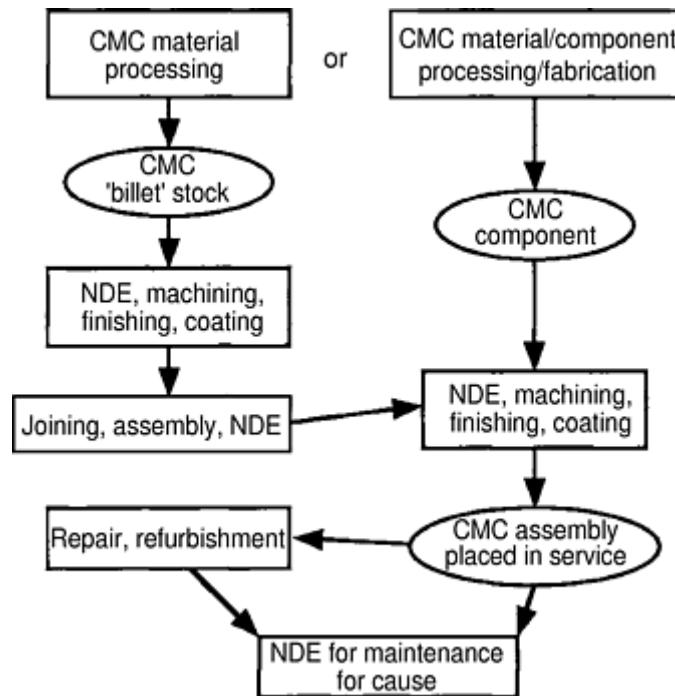 CMC material
processing
or
CMC material/component
processing/fabrication
CMC
'billet' stock
CMC
component
NDE, machining,
finishing, coating
Joining, assembly, NDE
NDE, machining,
finishing, coating
Repair, refurbishment
CMC assembly
placed in service
NDE for maintenance
for cause